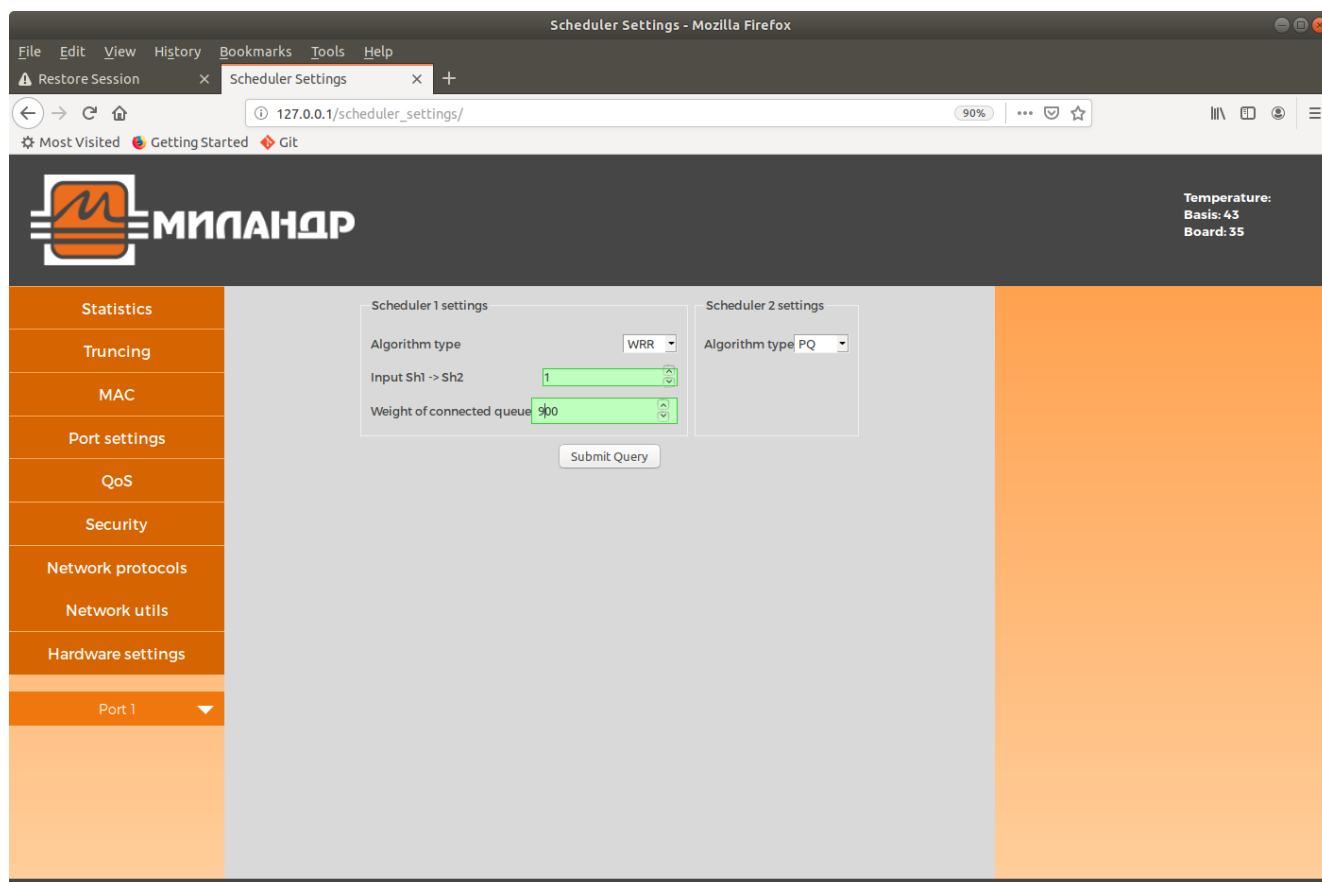 Scheduler Settings - Mozilla Firefox
File Edit View History Bookmarks Tools Help
Restore Session Scheduler Settings
127.0.0.1/scheduler_settings/ 90%
Most Visited Getting Started Git
миландр
Temperature:
Basis: 43
Board: 35
Statistics
Truncing
MAC
Port settings
QoS
Security
Network protocols
Network utils
Hardware settings
Port 1
Scheduler 1 settings
Algorithm type WRR
Input Sh1 -> Sh2 1
Weight of connected queue 900
Scheduler 2 settings
Algorithm type PQ
Submit Query